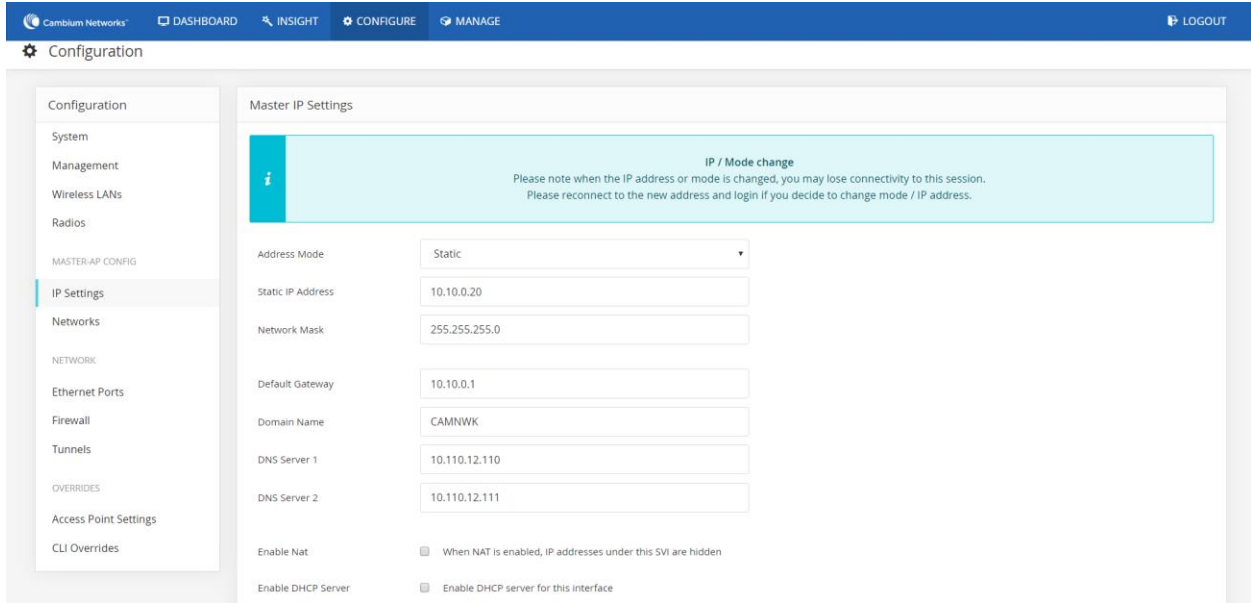 Cambium Networks™ DASHBOARD INSIGHT CONFIGURE MANAGE LOGOUT
Configuration
Configuration
System
Management
Wireless LANs
Radios
MASTER-AP CONFIG
IP Settings
Networks
NETWORK
Ethernet Ports
Firewall
Tunnels
OVERRIDES
Access Point Settings
CLI Overrides
Master IP Settings
i
IP / Mode change
Please note when the IP address or mode is changed, you may lose connectivity to this session.
Please reconnect to the new address and login if you decide to change mode / IP address.
Address Mode Static
Static IP Address 10.10.0.20
Network Mask 255.255.255.0
Default Gateway 10.10.0.1
Domain Name CAMNWK
DNS Server 1 10.110.12.110
DNS Server 2 10.110.12.111
Enable Nat When NAT is enabled, IP addresses under this SVI are hidden
Enable DHCP Server Enable DHCP server for this interface